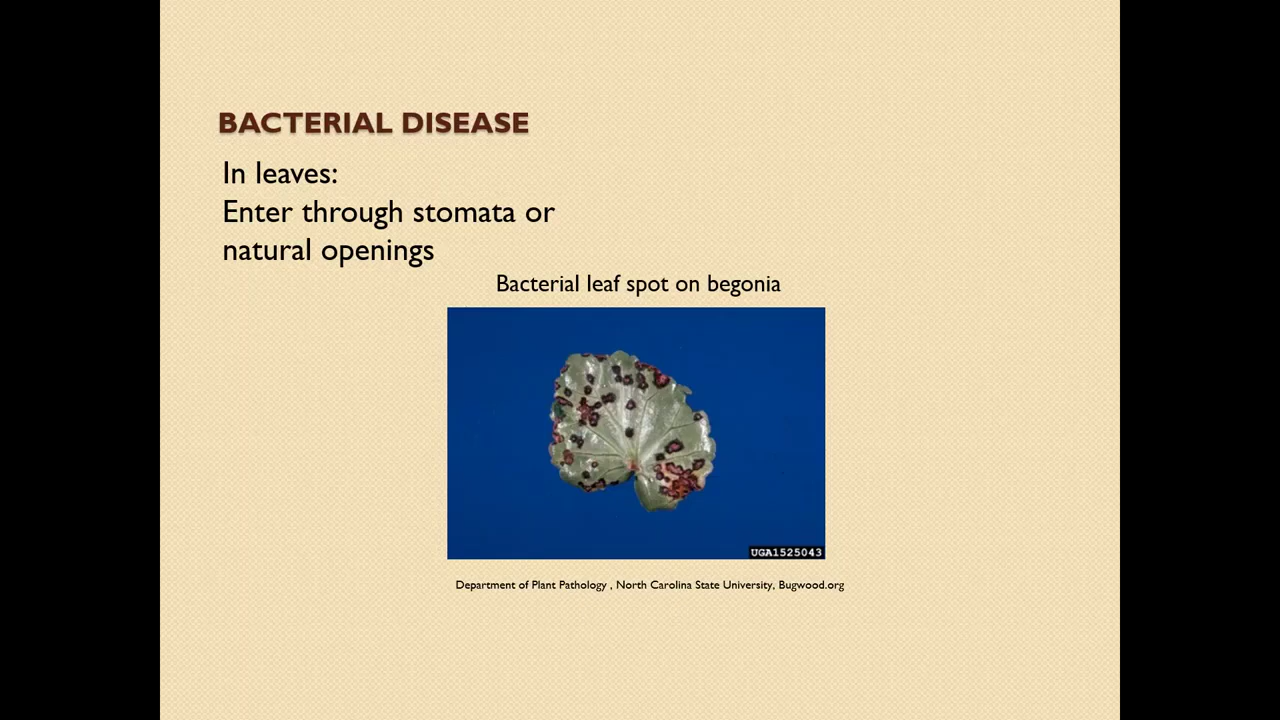 BACTERIAL DISEASE
In leaves:
Enter through stomata or
natural openings
Bacterial leaf spot on begonia
UGA1525043
Department of Plant Pathology , North Carolina State University, Bugwood.org